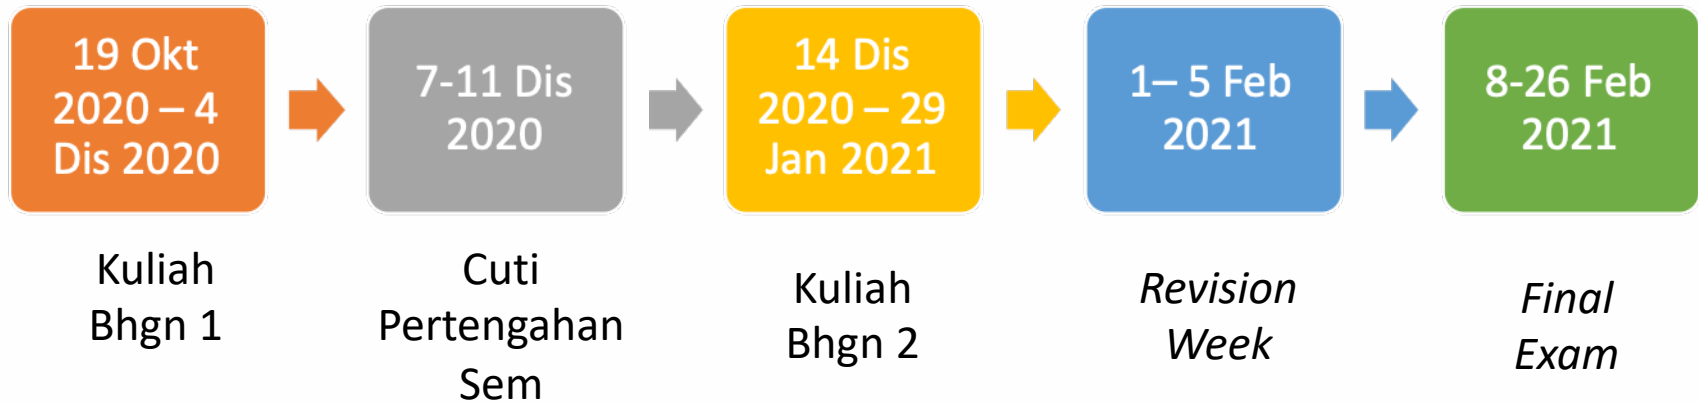 19 Okt
2020 – 4
Dis 2020
7-11 Dis
2020
14 Dis
2020 – 29
Jan 2021
1– 5 Feb
2021
8-26 Feb
2021
Kuliah
Bhgn 1
Cuti
Pertengahan
Sem
Kuliah
Bhgn 2
Revision
Week
Final
Exam